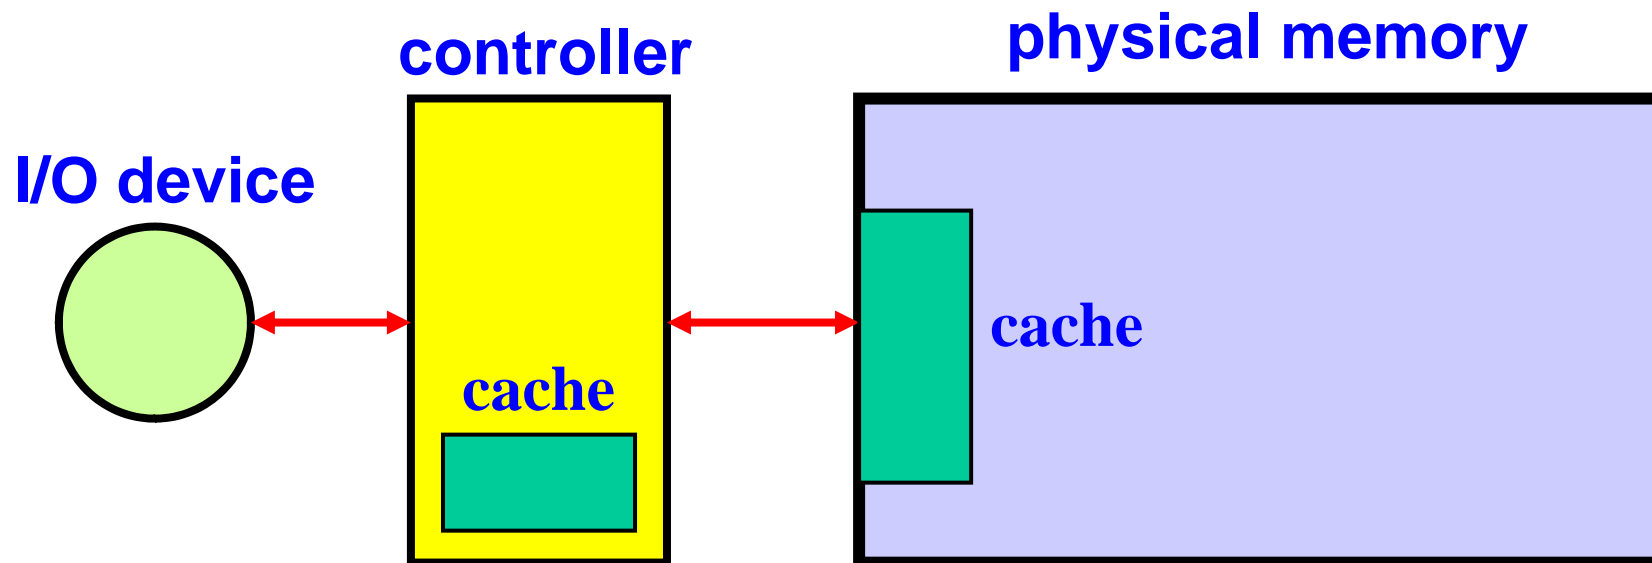 controller
physical memory
I/O device
cache
cache